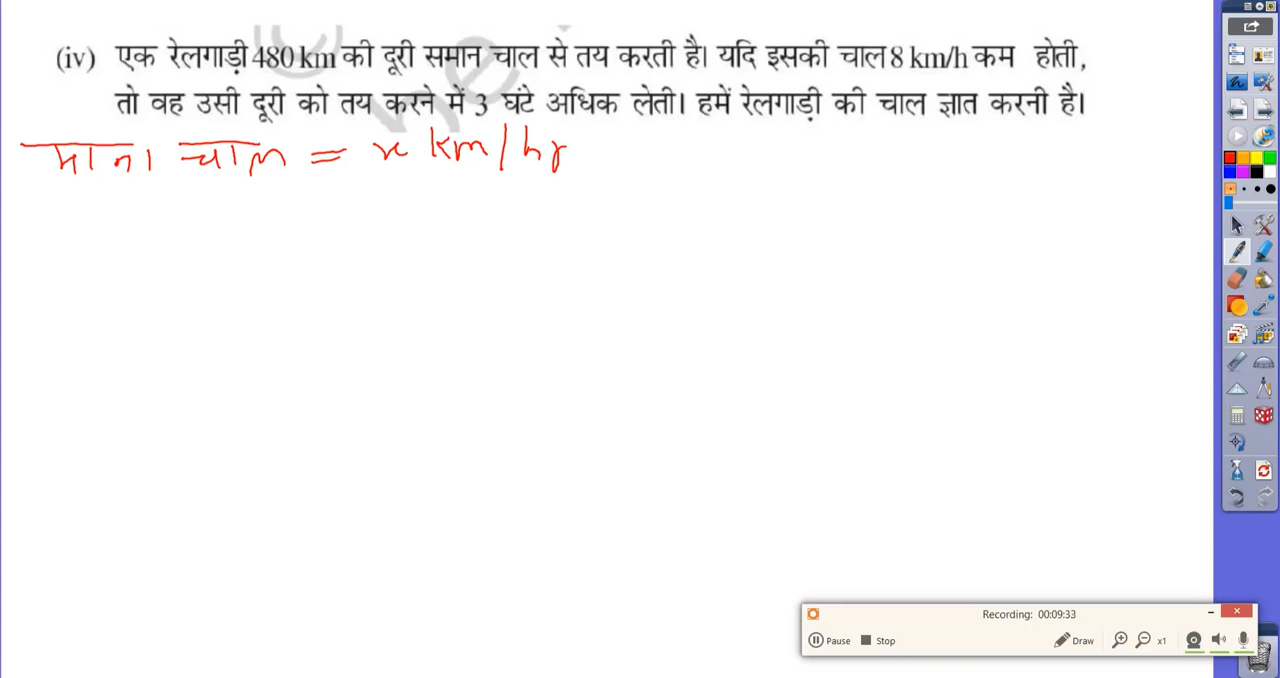 (iv) एक रेलगाड़ी 480 km की दूरी समान चाल से तय करती है। यदि इसकी चाल 8 km/h कम होती,
तो वह उसी दूरी को तय करने में 3 घंटे अधिक लेती। हमें रेलगाड़ी की चाल ज्ञात करनी है।
माना चाल = x km/hr
Recording: 00:09:33
Pause Stop Draw x1